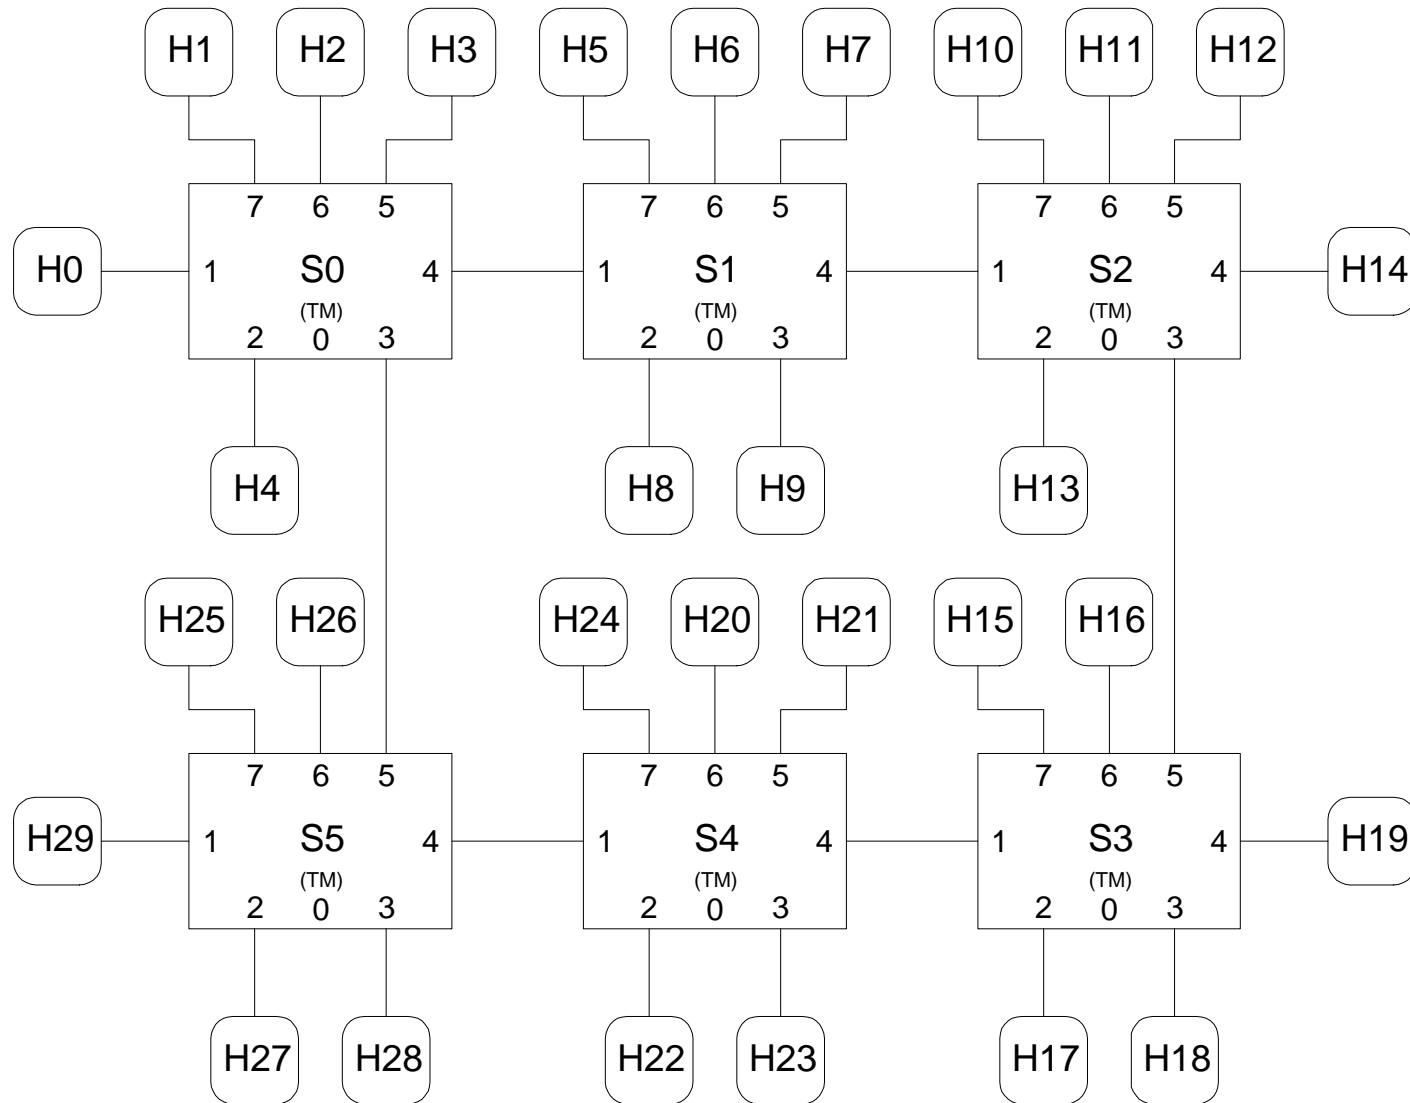 H1 H2 H3 H5 H6 H7 H10 H11 H12
7 6 5 7 6 5 7 6 5
H0 1 S0 4 1 S1 4 1 S2 4 H14
(TM) (TM) (TM)
2 0 3 2 0 3 2 0 3
H4 H8 H9 H13
H25 H26 H24 H20 H21 H15 H16
7 6 5 7 6 5 7 6 5
H29 1 S5 4 1 S4 4 1 S3 4 H19
(TM) (TM) (TM)
2 0 3 2 0 3 2 0 3
H27 H28 H22 H23 H17 H18